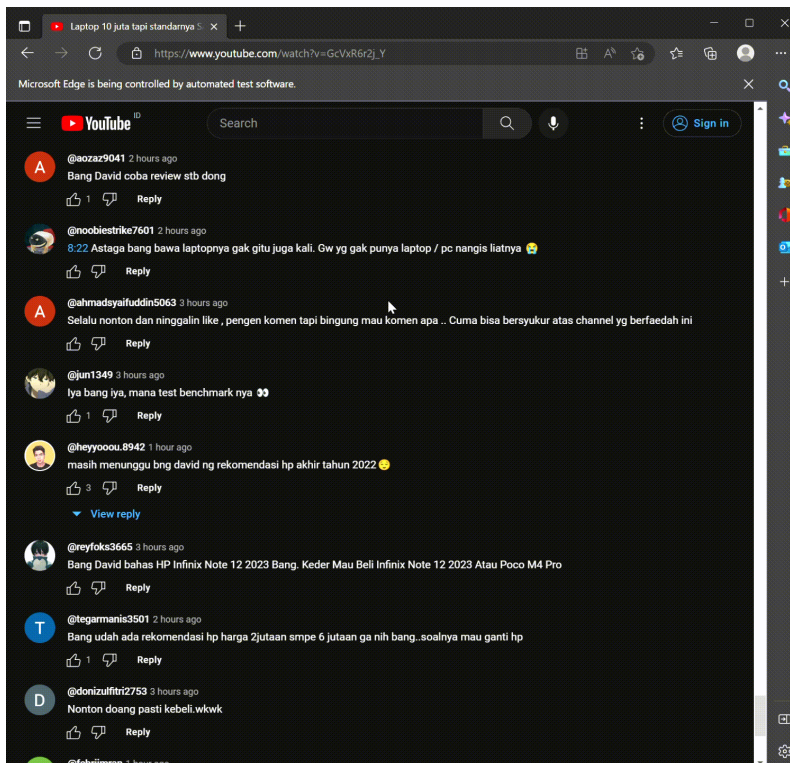 Laptop 10 juta tapi standarnya S
https://www.youtube.com/watch?v=GcVxR6r2j_Y
Microsoft Edge is being controlled by automated test software.
YouTube ID
Search
Sign in
A
@aozaz9041 2 hours ago
Bang David coba review stb dong
1 Reply
@noobiestrike7601 2 hours ago
8:22 Astaga bang bawa laptopnya gak gitu juga kali. Gw yg gak punya laptop / pc nangis liatnya 😭
Reply
A
@ahmadsyaifuddin5063 3 hours ago
Selalu nonton dan ninggalin like , pengen komen tapi bingung mau komen apa .. Cuma bisa bersyukur atas channel yg berfaedah ini
Reply
@jun1349 3 hours ago
Iya bang iya, mana test benchmark nya 👀
1 Reply
@heyyooou.8942 1 hour ago
masih menunggu bng david ng rekomendasi hp akhir tahun 2022 😔
3 Reply
View reply
@reyfoks3665 3 hours ago
Bang David bahas HP Infinix Note 12 2023 Bang. Keder Mau Beli Infinix Note 12 2023 Atau Poco M4 Pro
Reply
T
@tegarmanis3501 2 hours ago
Bang udah ada rekomendasi hp harga 2jutaan smpe 6 jutaan ga nih bang..soalnya mau ganti hp
1 Reply
D
@donizulfitri2753 3 hours ago
Nonton doang pasti kebeli.wkwk
Reply